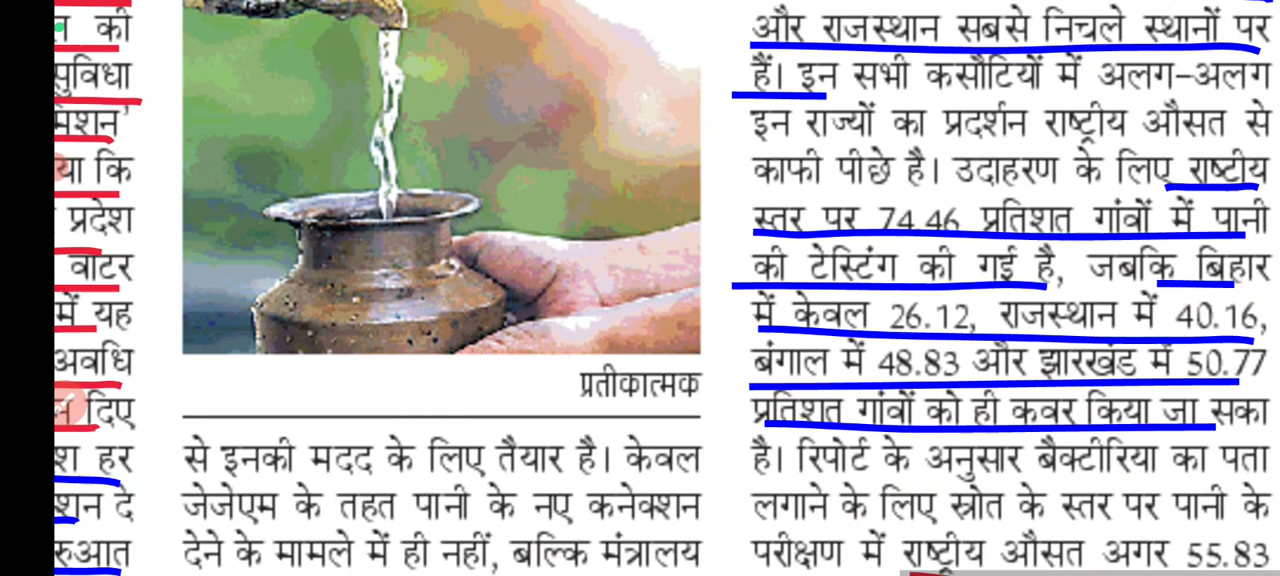 की
सुविधा
मिशन'
या कि
प्रदेश
वाटर
में यह
अवधि
दिए
हर
शन दे
रुआत
प्रतीकात्मक
से इनकी मदद के लिए तैयार है। केवल
जेजेएम के तहत पानी के नए कनेक्शन
देने के मामले में ही नहीं, बल्कि मंत्रालय
और राजस्थान सबसे निचले स्थानों पर
हैं। इन सभी कसौटियों में अलग-अलग
इन राज्यों का प्रदर्शन राष्ट्रीय औसत से
काफी पीछे है। उदाहरण के लिए राष्टीय
स्तर पर 74.46 प्रतिशत गांवों में पानी
की टेस्टिंग की गई है, जबकि बिहार
में केवल 26.12, राजस्थान में 40.16,
बंगाल में 48.83 और झारखंड में 50.77
प्रतिशत गांवों को ही कवर किया जा सका
है। रिपोर्ट के अनुसार बैक्टीरिया का पता
लगाने के लिए स्रोत के स्तर पर पानी के
परीक्षण में राष्ट्रीय औसत अगर 55.83